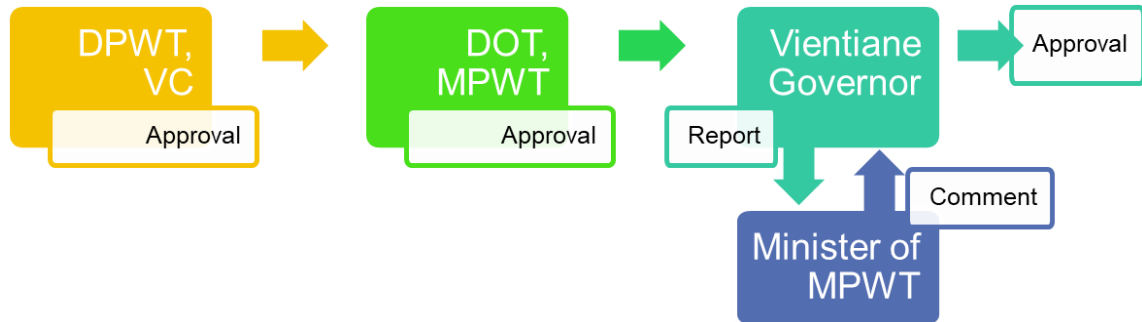 DPWT,
VC
Approval
DOT,
MPWT
Approval
Vientiane
Governor
Report
Approval
Comment
Minister of
MPWT